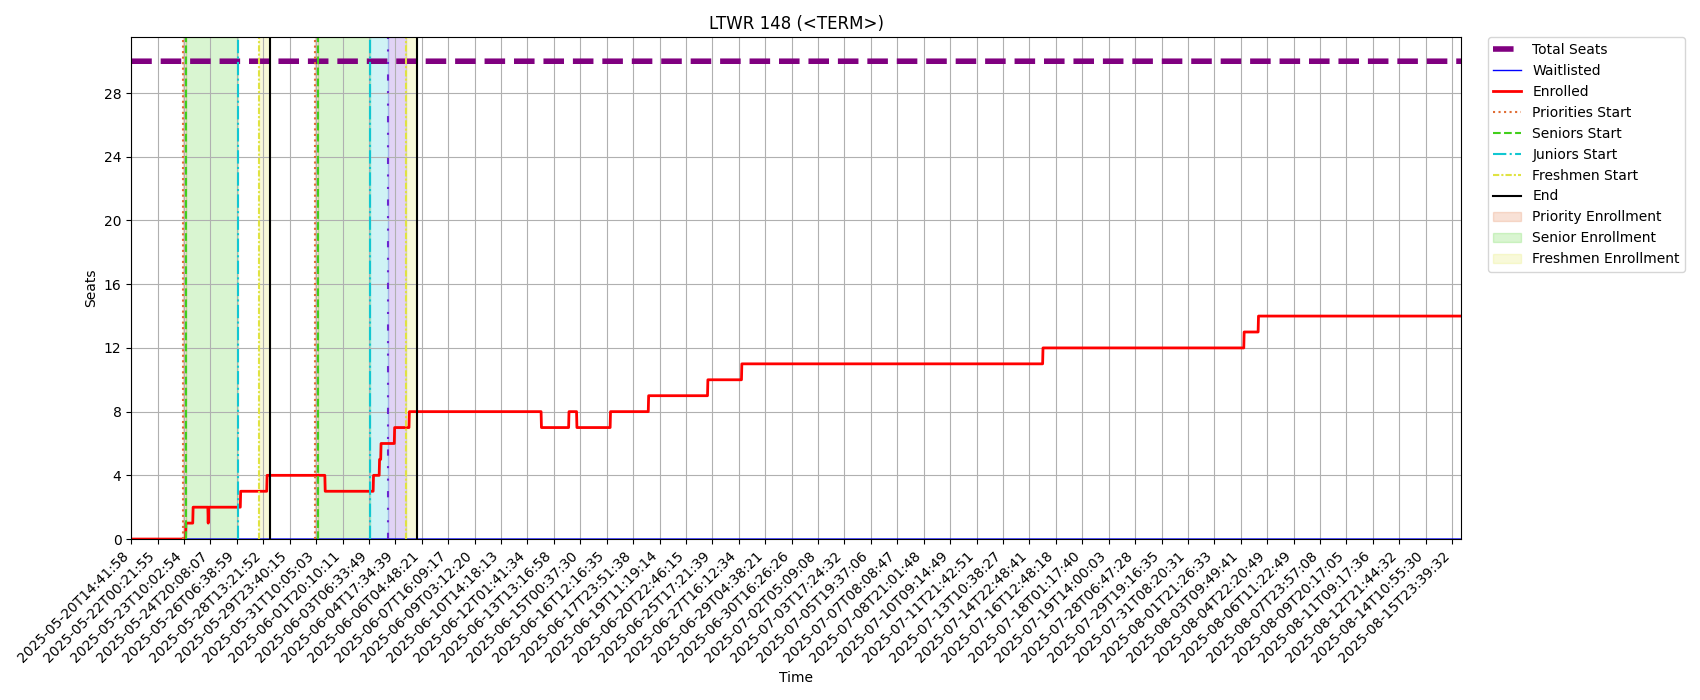 LTWR 148 (<TERM>)
Total Seats
Waitlisted
Enrolled
Priorities Start
Seniors Start
Juniors Start
Freshmen Start
End
Priority Enrollment
Senior Enrollment
Freshmen Enrollment
Seats
28
24
20
16
12
8
4
0
2025-05-20T14:41:58
2025-05-22T00:21:55
2025-05-23T10:02:54
2025-05-24T20:08:07
2025-05-26T06:38:59
2025-05-28T13:21:52
2025-05-29T23:40:15
2025-05-31T10:05:03
2025-06-01T20:10:11
2025-06-03T06:33:49
2025-06-04T17:34:39
2025-06-06T04:48:21
2025-06-07T16:09:17
2025-06-09T03:12:20
2025-06-10T14:18:13
2025-06-12T01:41:34
2025-06-13T13:16:58
2025-06-15T00:37:30
2025-06-16T12:16:35
2025-06-17T23:51:38
2025-06-19T11:19:14
2025-06-20T22:46:15
2025-06-25T17:21:39
2025-06-27T16:12:34
2025-06-29T04:38:21
2025-06-30T16:26:26
2025-07-02T05:09:08
2025-07-03T17:24:32
2025-07-05T19:37:06
2025-07-07T08:08:47
2025-07-08T21:01:48
2025-07-10T09:14:49
2025-07-11T21:42:51
2025-07-13T10:38:27
2025-07-14T22:48:41
2025-07-16T12:48:18
2025-07-18T01:17:40
2025-07-19T14:00:03
2025-07-28T06:47:28
2025-07-29T19:16:35
2025-07-31T08:20:31
2025-08-01T21:26:33
2025-08-03T09:49:41
2025-08-04T22:20:49
2025-08-06T11:22:49
2025-08-07T23:57:08
2025-08-09T20:17:05
2025-08-11T09:17:36
2025-08-12T21:44:32
2025-08-14T10:55:30
2025-08-15T23:39:32
Time